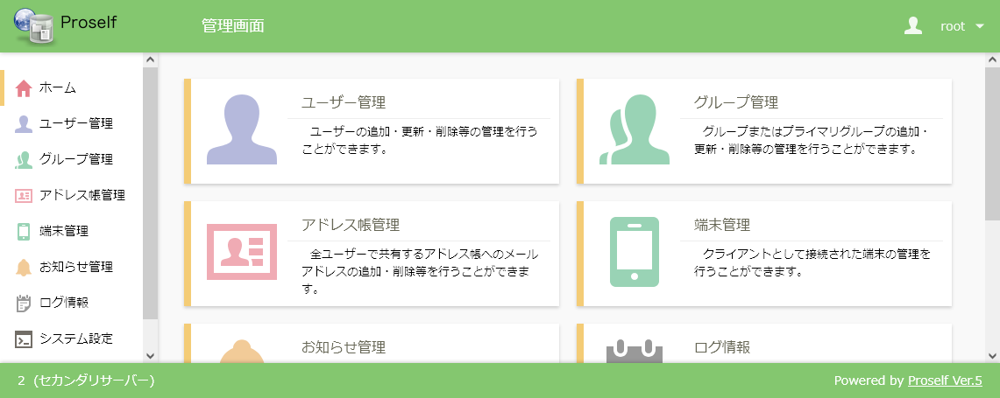 Proself
管理画面
root
ホーム
ユーザー管理
グループ管理
アドレス帳管理
端末管理
お知らせ管理
ログ情報
システム設定
ユーザー管理
ユーザーの追加・更新・削除等の管理を行う
ことができます。
グループ管理
グループまたはプライマリグループの追加・
更新・削除等の管理を行うことができます。
アドレス帳管理
全ユーザーで共有するアドレス帳へのメール
アドレスの追加・削除等を行うことができま
す。
端末管理
クライアントとして接続された端末の管理を
行うことができます。
お知らせ管理
ログ情報
2 (セカンダリサーバー)
Powered by Proself Ver.5